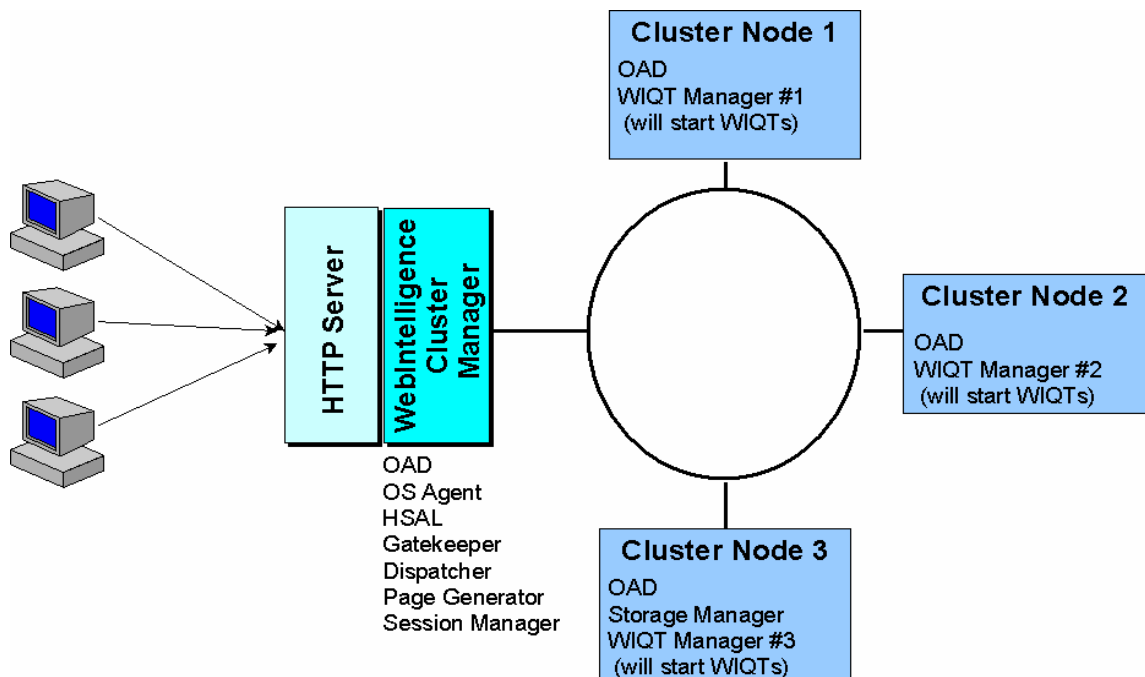 Cluster Node 1
OAD
WIQT Manager #1
(will start WIQTs)
HTTP Server
WebIntelligence
Cluster
Manager
OAD
OS Agent
HSAL
Gatekeeper
Dispatcher
Page Generator
Session Manager
Cluster Node 2
OAD
WIQT Manager #2
(will start WIQTs)
Cluster Node 3
OAD
Storage Manager
WIQT Manager #3
(will start WIQTs)